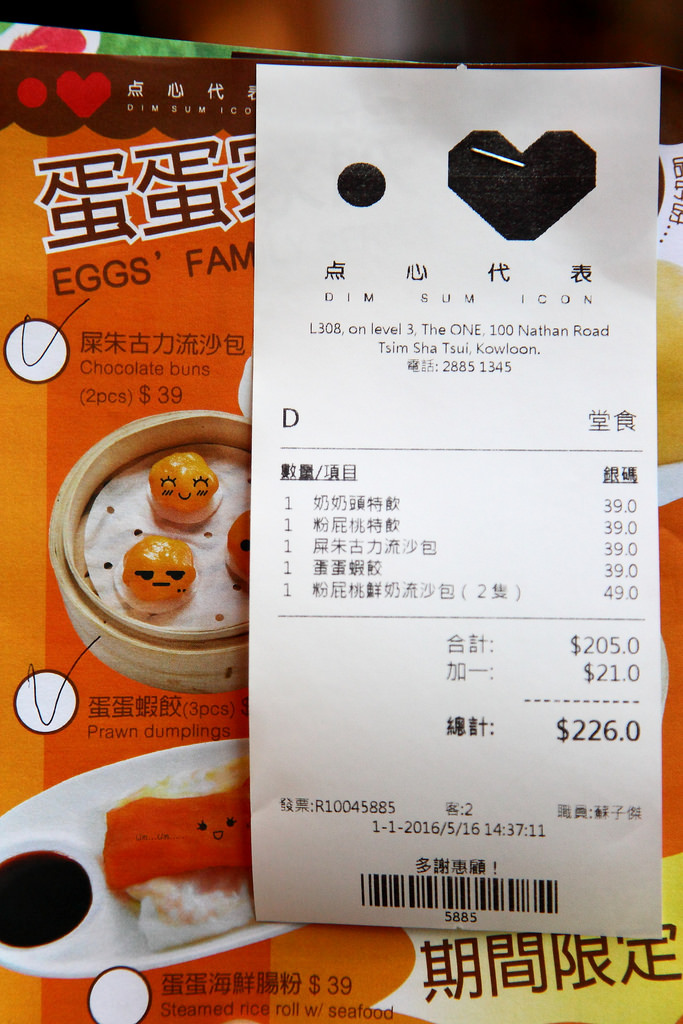 点 心 代 表
DIM SUM ICO
蛋蛋
EGGS' FAM
屎朱古力流沙包
Chocolate buns
(2pcs) $ 39
蛋蛋蝦餃(3pcs) $
Prawn dumplings
蛋蛋海鮮腸粉 $ 39
Steamed rice roll w/ seafood
期間限定
点 心 代 表
DIM SUM ICON
L308, on level 3, The ONE, 100 Nathan Road
Tsim Sha Tsui, Kowloon.
電話: 2885 1345
D 堂食
數量/項目 銀碼
1 奶奶頭特飲 39.0
1 粉屁桃特飲 39.0
1 屎朱古力流沙包 39.0
1 蛋蛋蝦餃 39.0
1 粉屁桃鮮奶流沙包 ( 2 隻 ) 49.0
合計: $205.0
加一: $21.0
總計: $226.0
發票:R10045885 客:2 職員:蘇子傑
1-1-2016/5/16 14:37:11
多謝惠顧！
5885